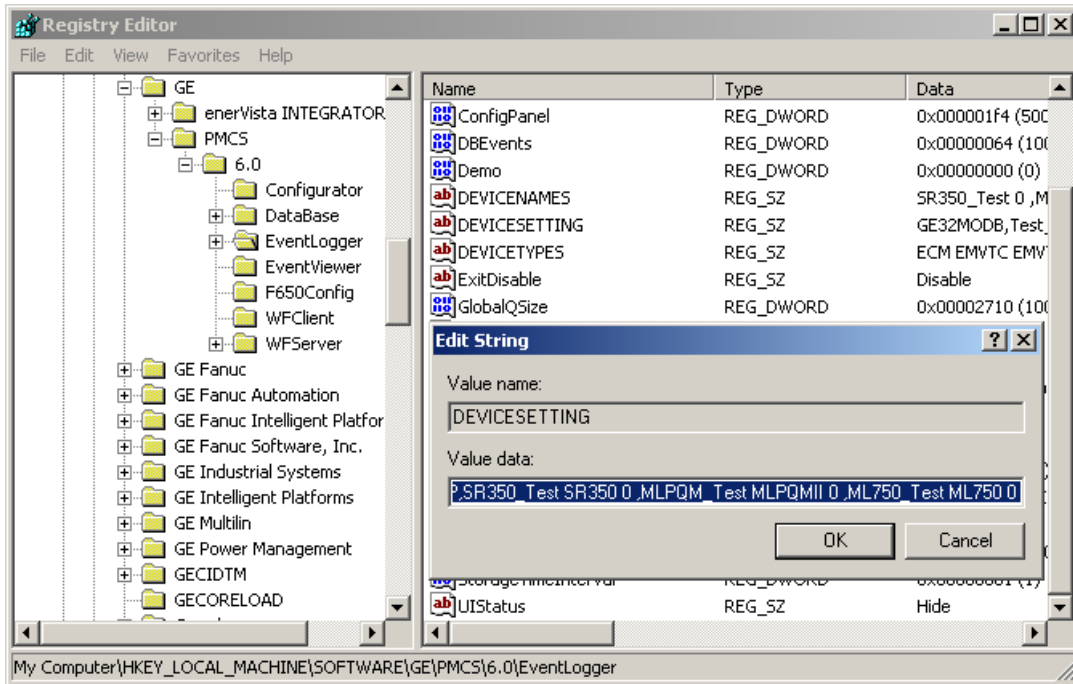 Registry Editor
File Edit View Favorites Help
GE
enerVista INTEGRATOR
PMCS
6.0
Configurator
DataBase
EventLogger
EventViewer
F650Config
WFClient
WFServer
GE Fanuc
GE Fanuc Automation
GE Fanuc Intelligent Platfor
GE Fanuc Software, Inc.
GE Industrial Systems
GE Intelligent Platforms
GE Multilin
GE Power Management
GECIDTM
GECORELOAD
Name Type Data
ConfigPanel REG_DWORD 0x000001f4 (500
DBEvents REG_DWORD 0x00000064 (100
Demo REG_DWORD 0x00000000 (0)
DEVICENAMES REG_SZ SR350_Test 0 ,M
DEVICESETTING REG_SZ GE32MODB,Test_
DEVICETYPES REG_SZ ECM EMVTC EMV
ExitDisable REG_SZ Disable
GlobalQSize REG_DWORD 0x00002710 (100
Edit String
Value name:
DEVICESETTING
Value data:
P,SR350_Test SR350 0 ,MLPQM_Test MLPQMII 0 ,ML750_Test ML750 0
OK Cancel
StorageTimeInterval REG_DWORD 0x00000001 (1)
UIStatus REG_SZ Hide
My Computer\HKEY_LOCAL_MACHINE\SOFTWARE\GE\PMCS\6.0\EventLogger